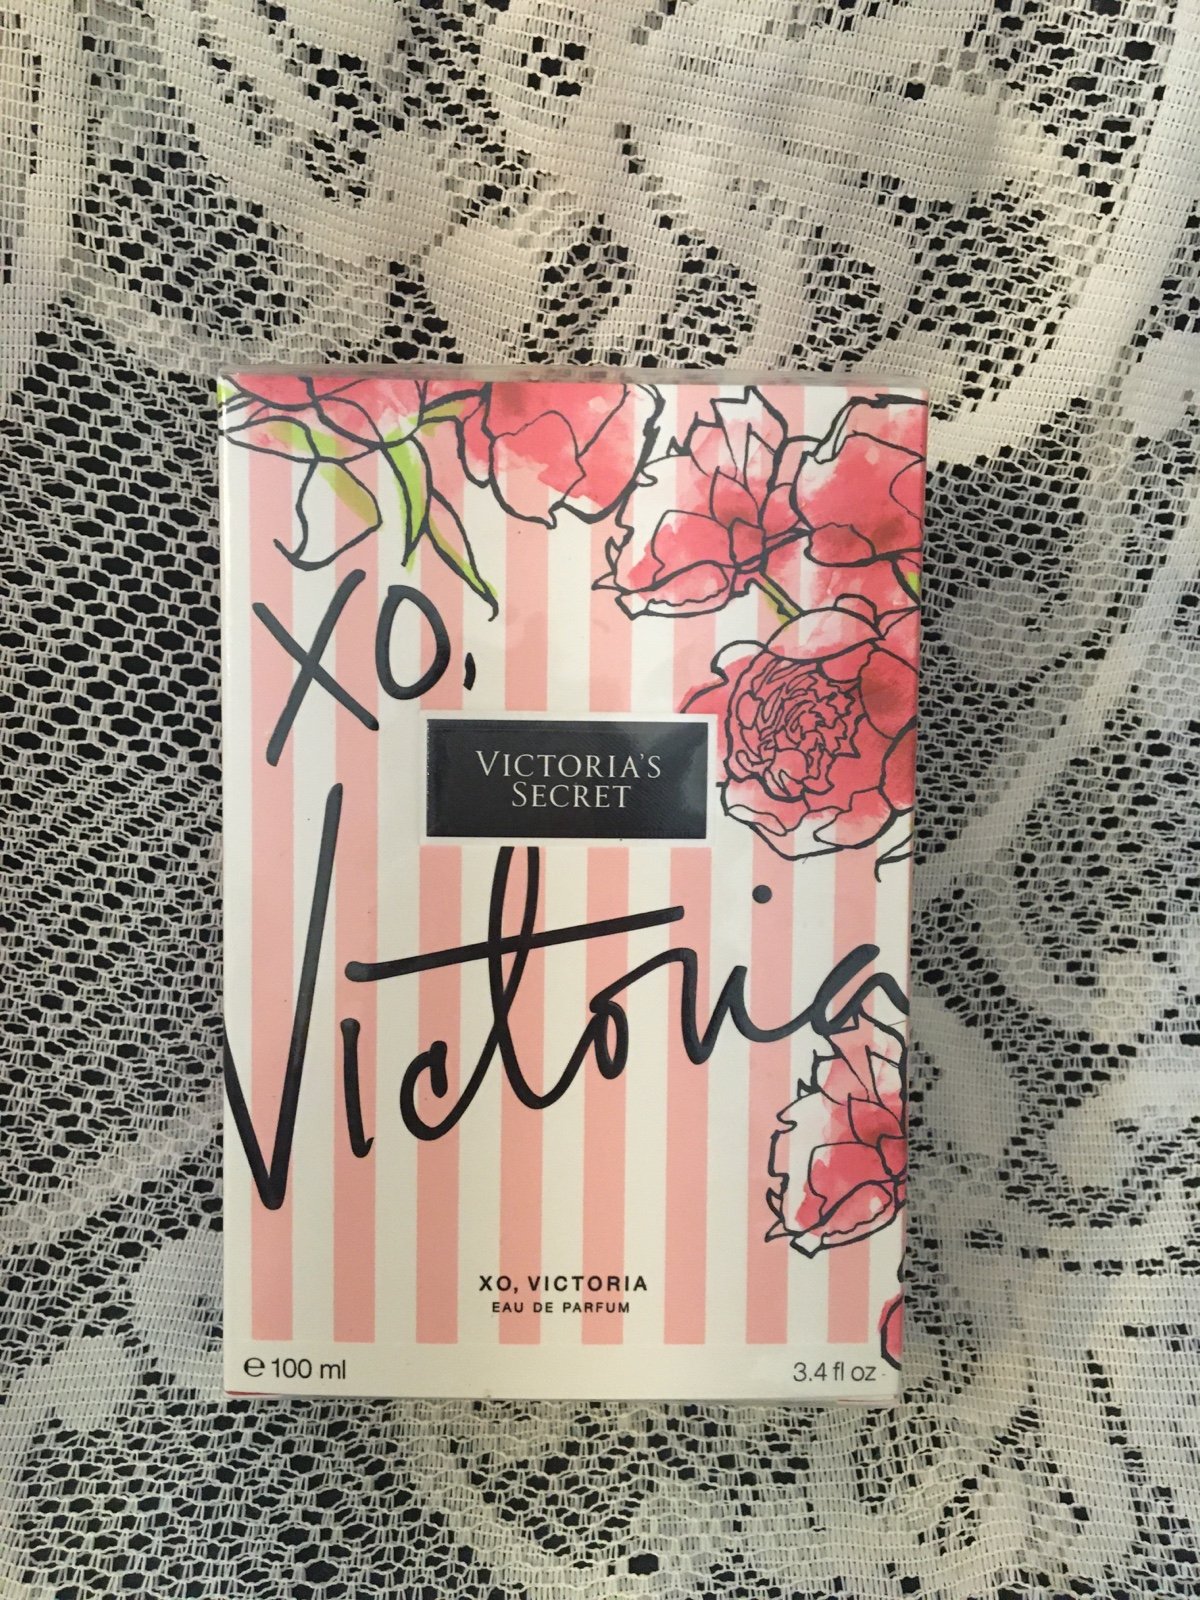 XO,
VICTORIA'S
SECRET
Victoria
XO, VICTORIA
EAU DE PARFUM
℮ 100 ml
3.4 fl oz